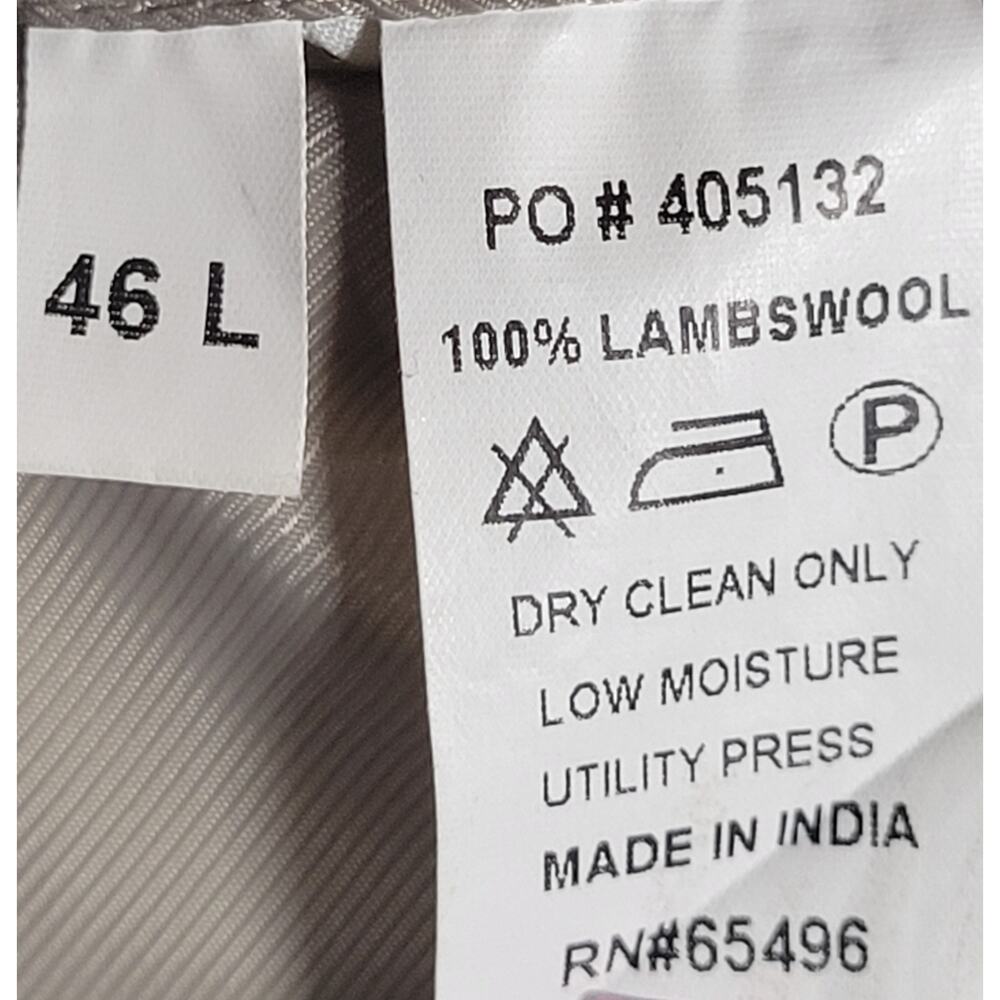 46 L
PO # 405132
100% LAMBSWOOL
P
DRY CLEAN ONLY
LOW MOISTURE
UTILITY PRESS
MADE IN INDIA
RN#65496